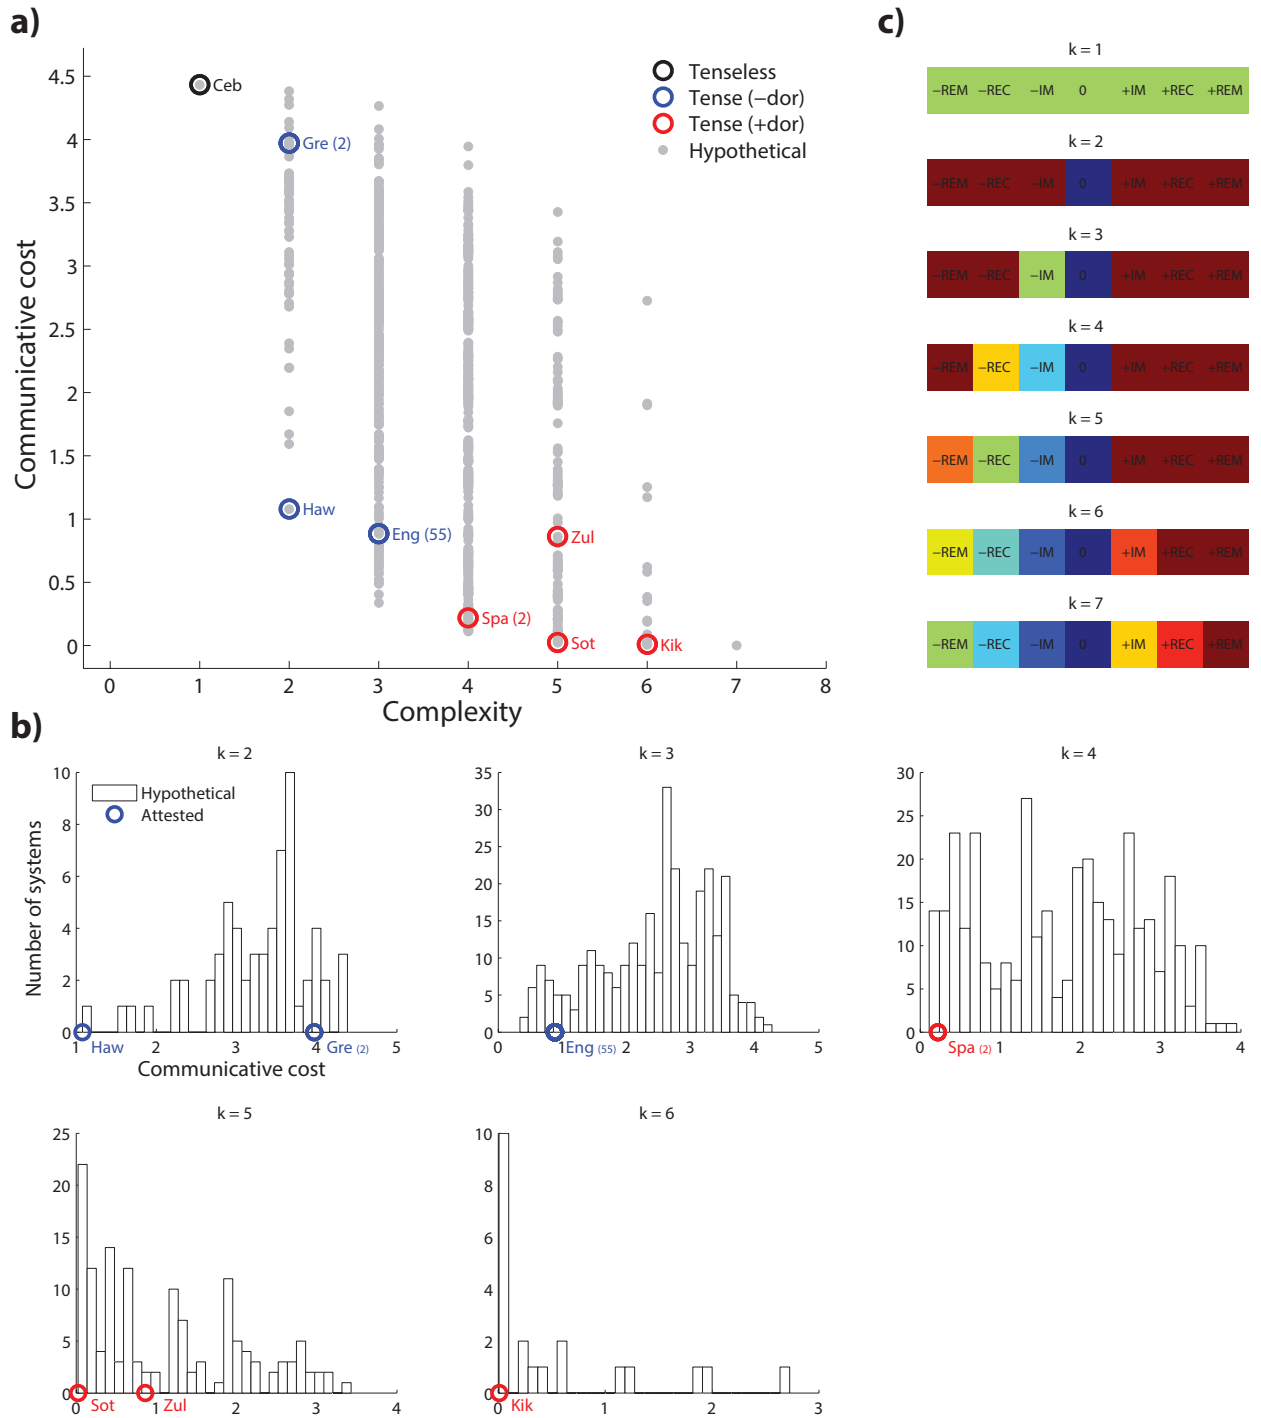 a)
4.5
4
3.5
3
2.5
2
1.5
1
0.5
0
Communicative cost
Ceb
Gre (2)
Haw
Eng (55)
Spa (2)
Zul
Sot
Kik
Tenseless
Tense (−dor)
Tense (+dor)
Hypothetical
0 1 2 3 4 5 6 7 8
Complexity
c)
k = 1
−REM −REC −IM 0 +IM +REC +REM
k = 2
−REM −REC −IM 0 +IM +REC +REM
k = 3
−REM −REC −IM 0 +IM +REC +REM
k = 4
−REM −REC −IM 0 +IM +REC +REM
k = 5
−REM −REC −IM 0 +IM +REC +REM
k = 6
−REM −REC −IM 0 +IM +REC +REM
k = 7
−REM −REC −IM 0 +IM +REC +REM
b)
k = 2
10
8
6
4
2
0
Number of systems
Hypothetical
Attested
1 2 3 4 5
Haw
Gre (2)
Communicative cost
k = 3
35
30
25
20
15
10
5
0
0 1 2 3 4 5
Eng (55)
k = 4
30
25
20
15
10
5
0
0 1 2 3 4
Spa (2)
k = 5
25
20
15
10
5
0
0 1 2 3 4
Sot
Zul
k = 6
10
8
6
4
2
0
0 1 2 3
Kik